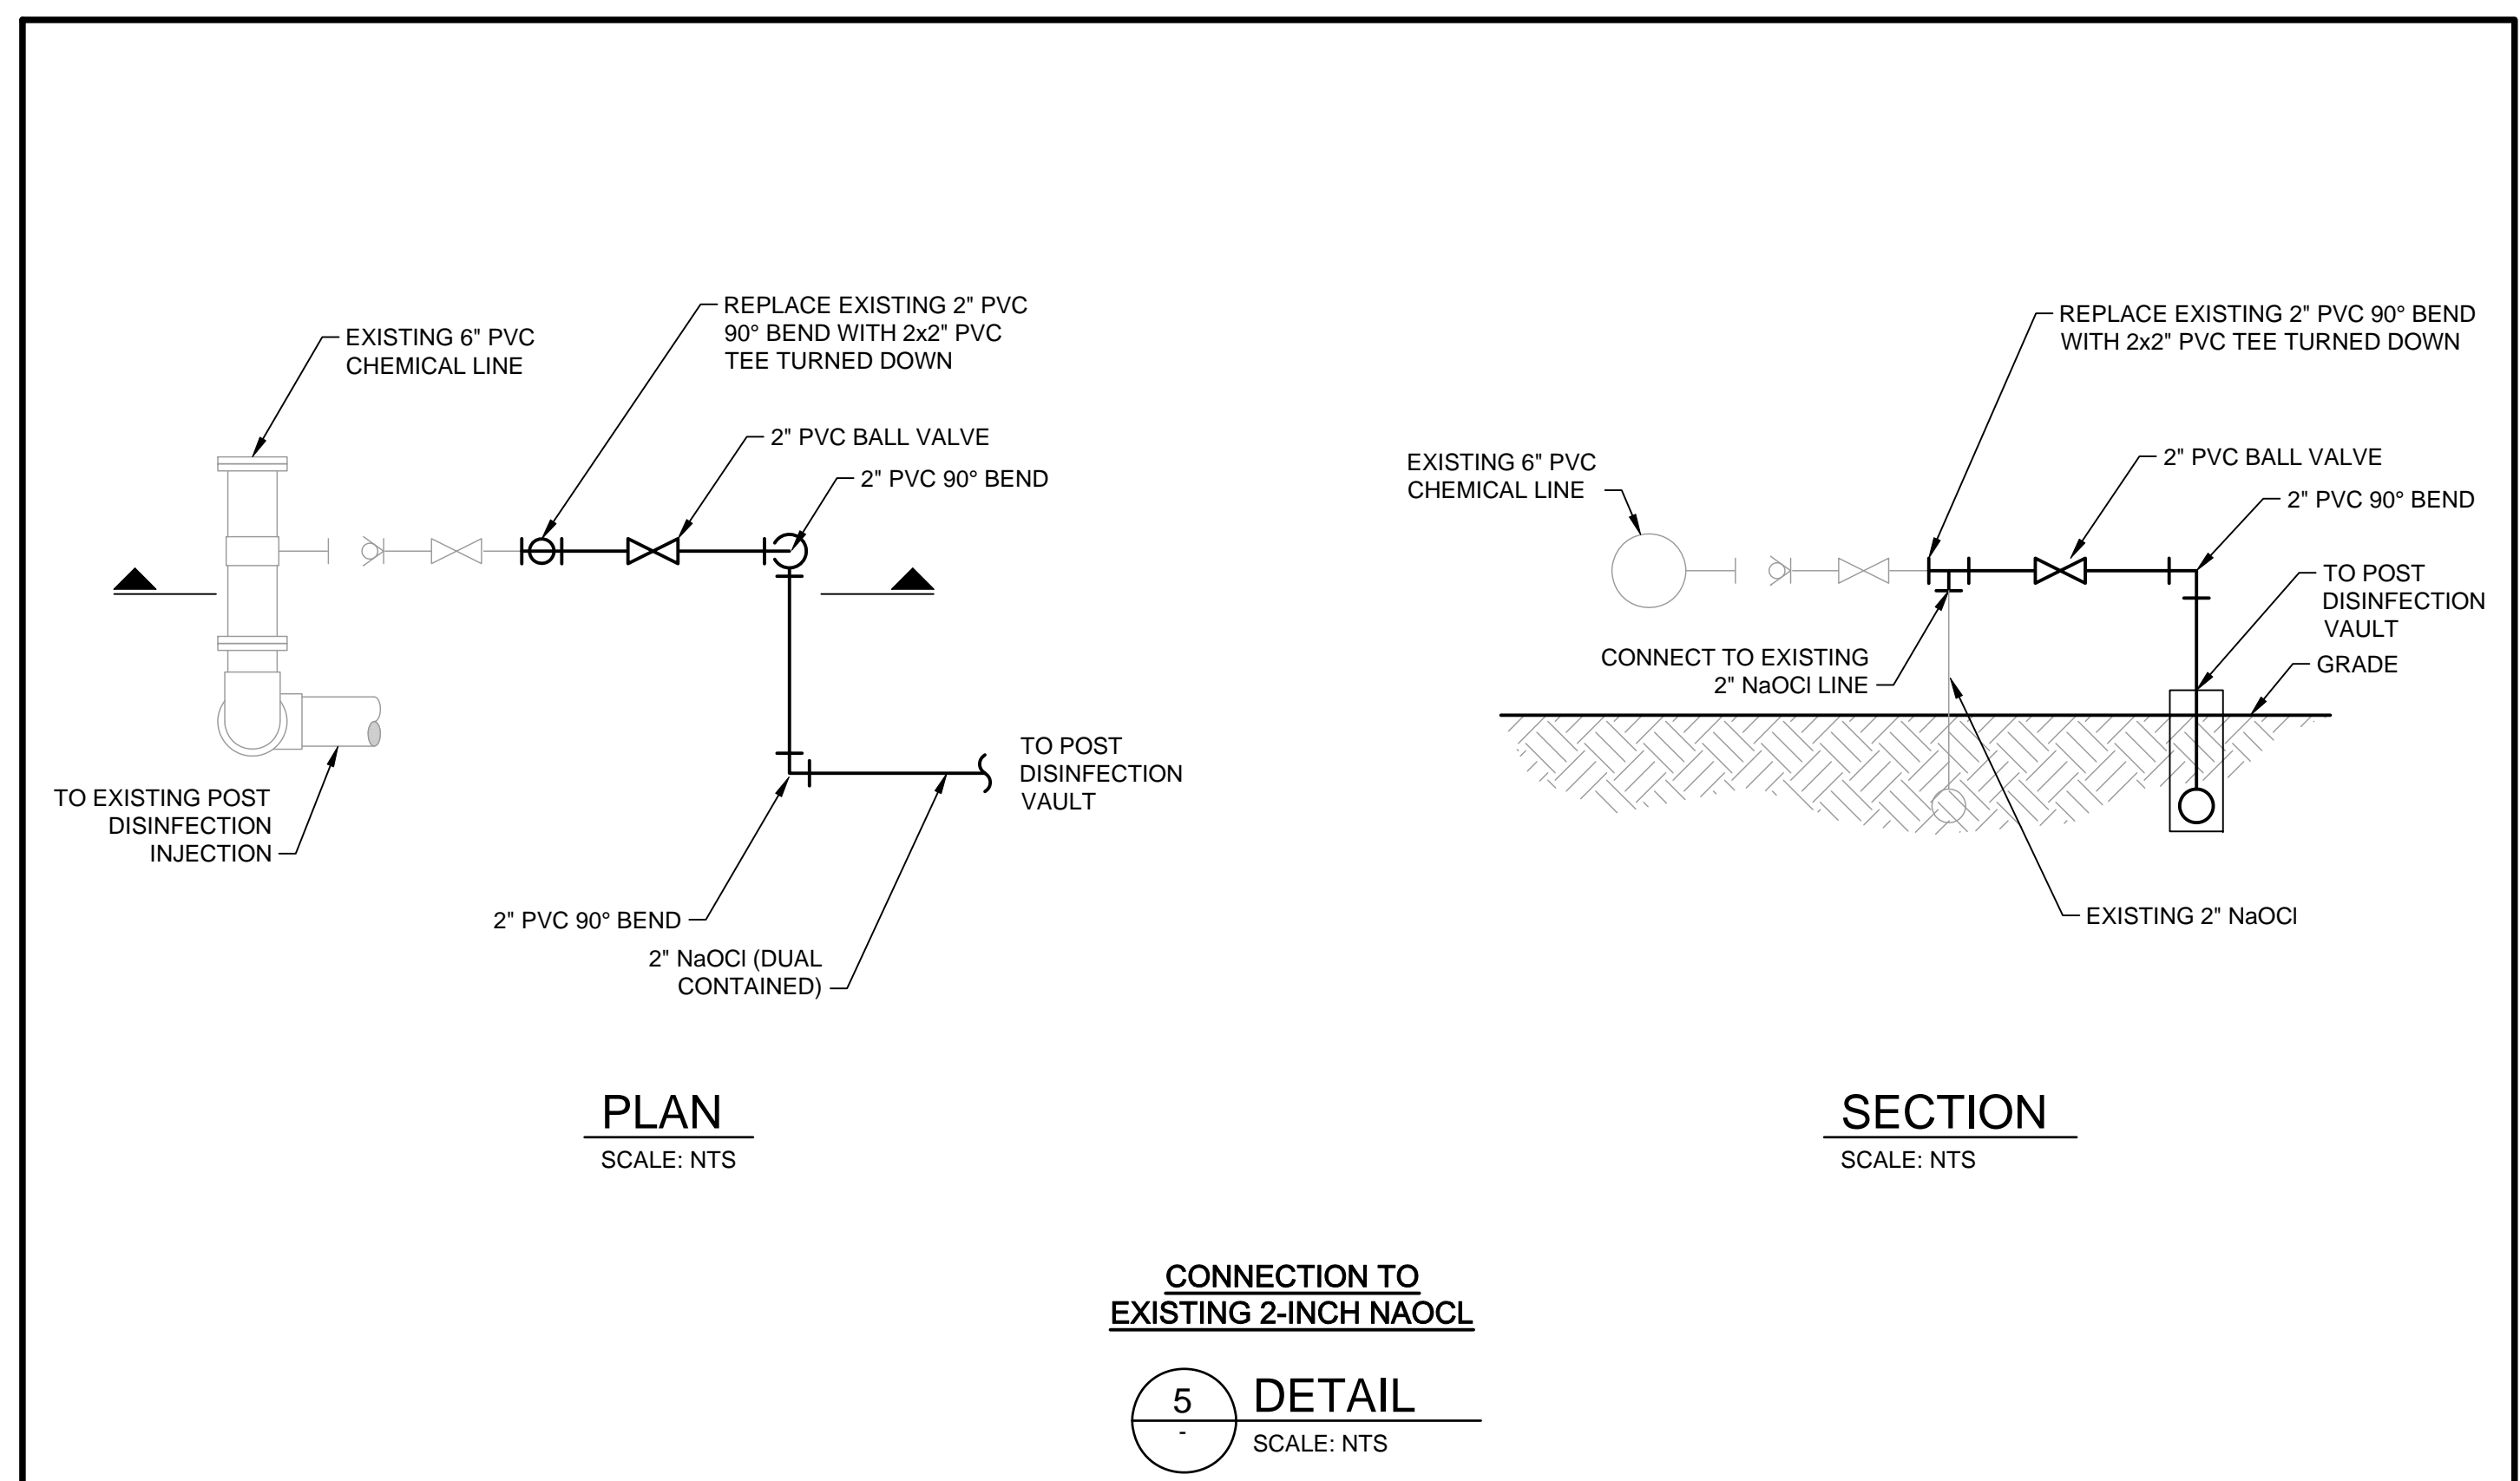 EXISTING 6" PVC
CHEMICAL LINE
REPLACE EXISTING 2" PVC
90° BEND WITH 2x2" PVC
TEE TURNED DOWN
2" PVC BALL VALVE
2" PVC 90° BEND
TO EXISTING POST
DISINFECTION
INJECTION
TO POST
DISINFECTION
VAULT
2" PVC 90° BEND
2" NaOCl (DUAL
CONTAINED)
PLAN
SCALE: NTS
REPLACE EXISTING 2" PVC 90° BEND
WITH 2x2" PVC TEE TURNED DOWN
EXISTING 6" PVC
CHEMICAL LINE
2" PVC BALL VALVE
2" PVC 90° BEND
TO POST
DISINFECTION
VAULT
CONNECT TO EXISTING
2" NaOCl LINE
GRADE
EXISTING 2" NaOCl
SECTION
SCALE: NTS
CONNECTION TO
EXISTING 2-INCH NAOCL
5
-
DETAIL
SCALE: NTS